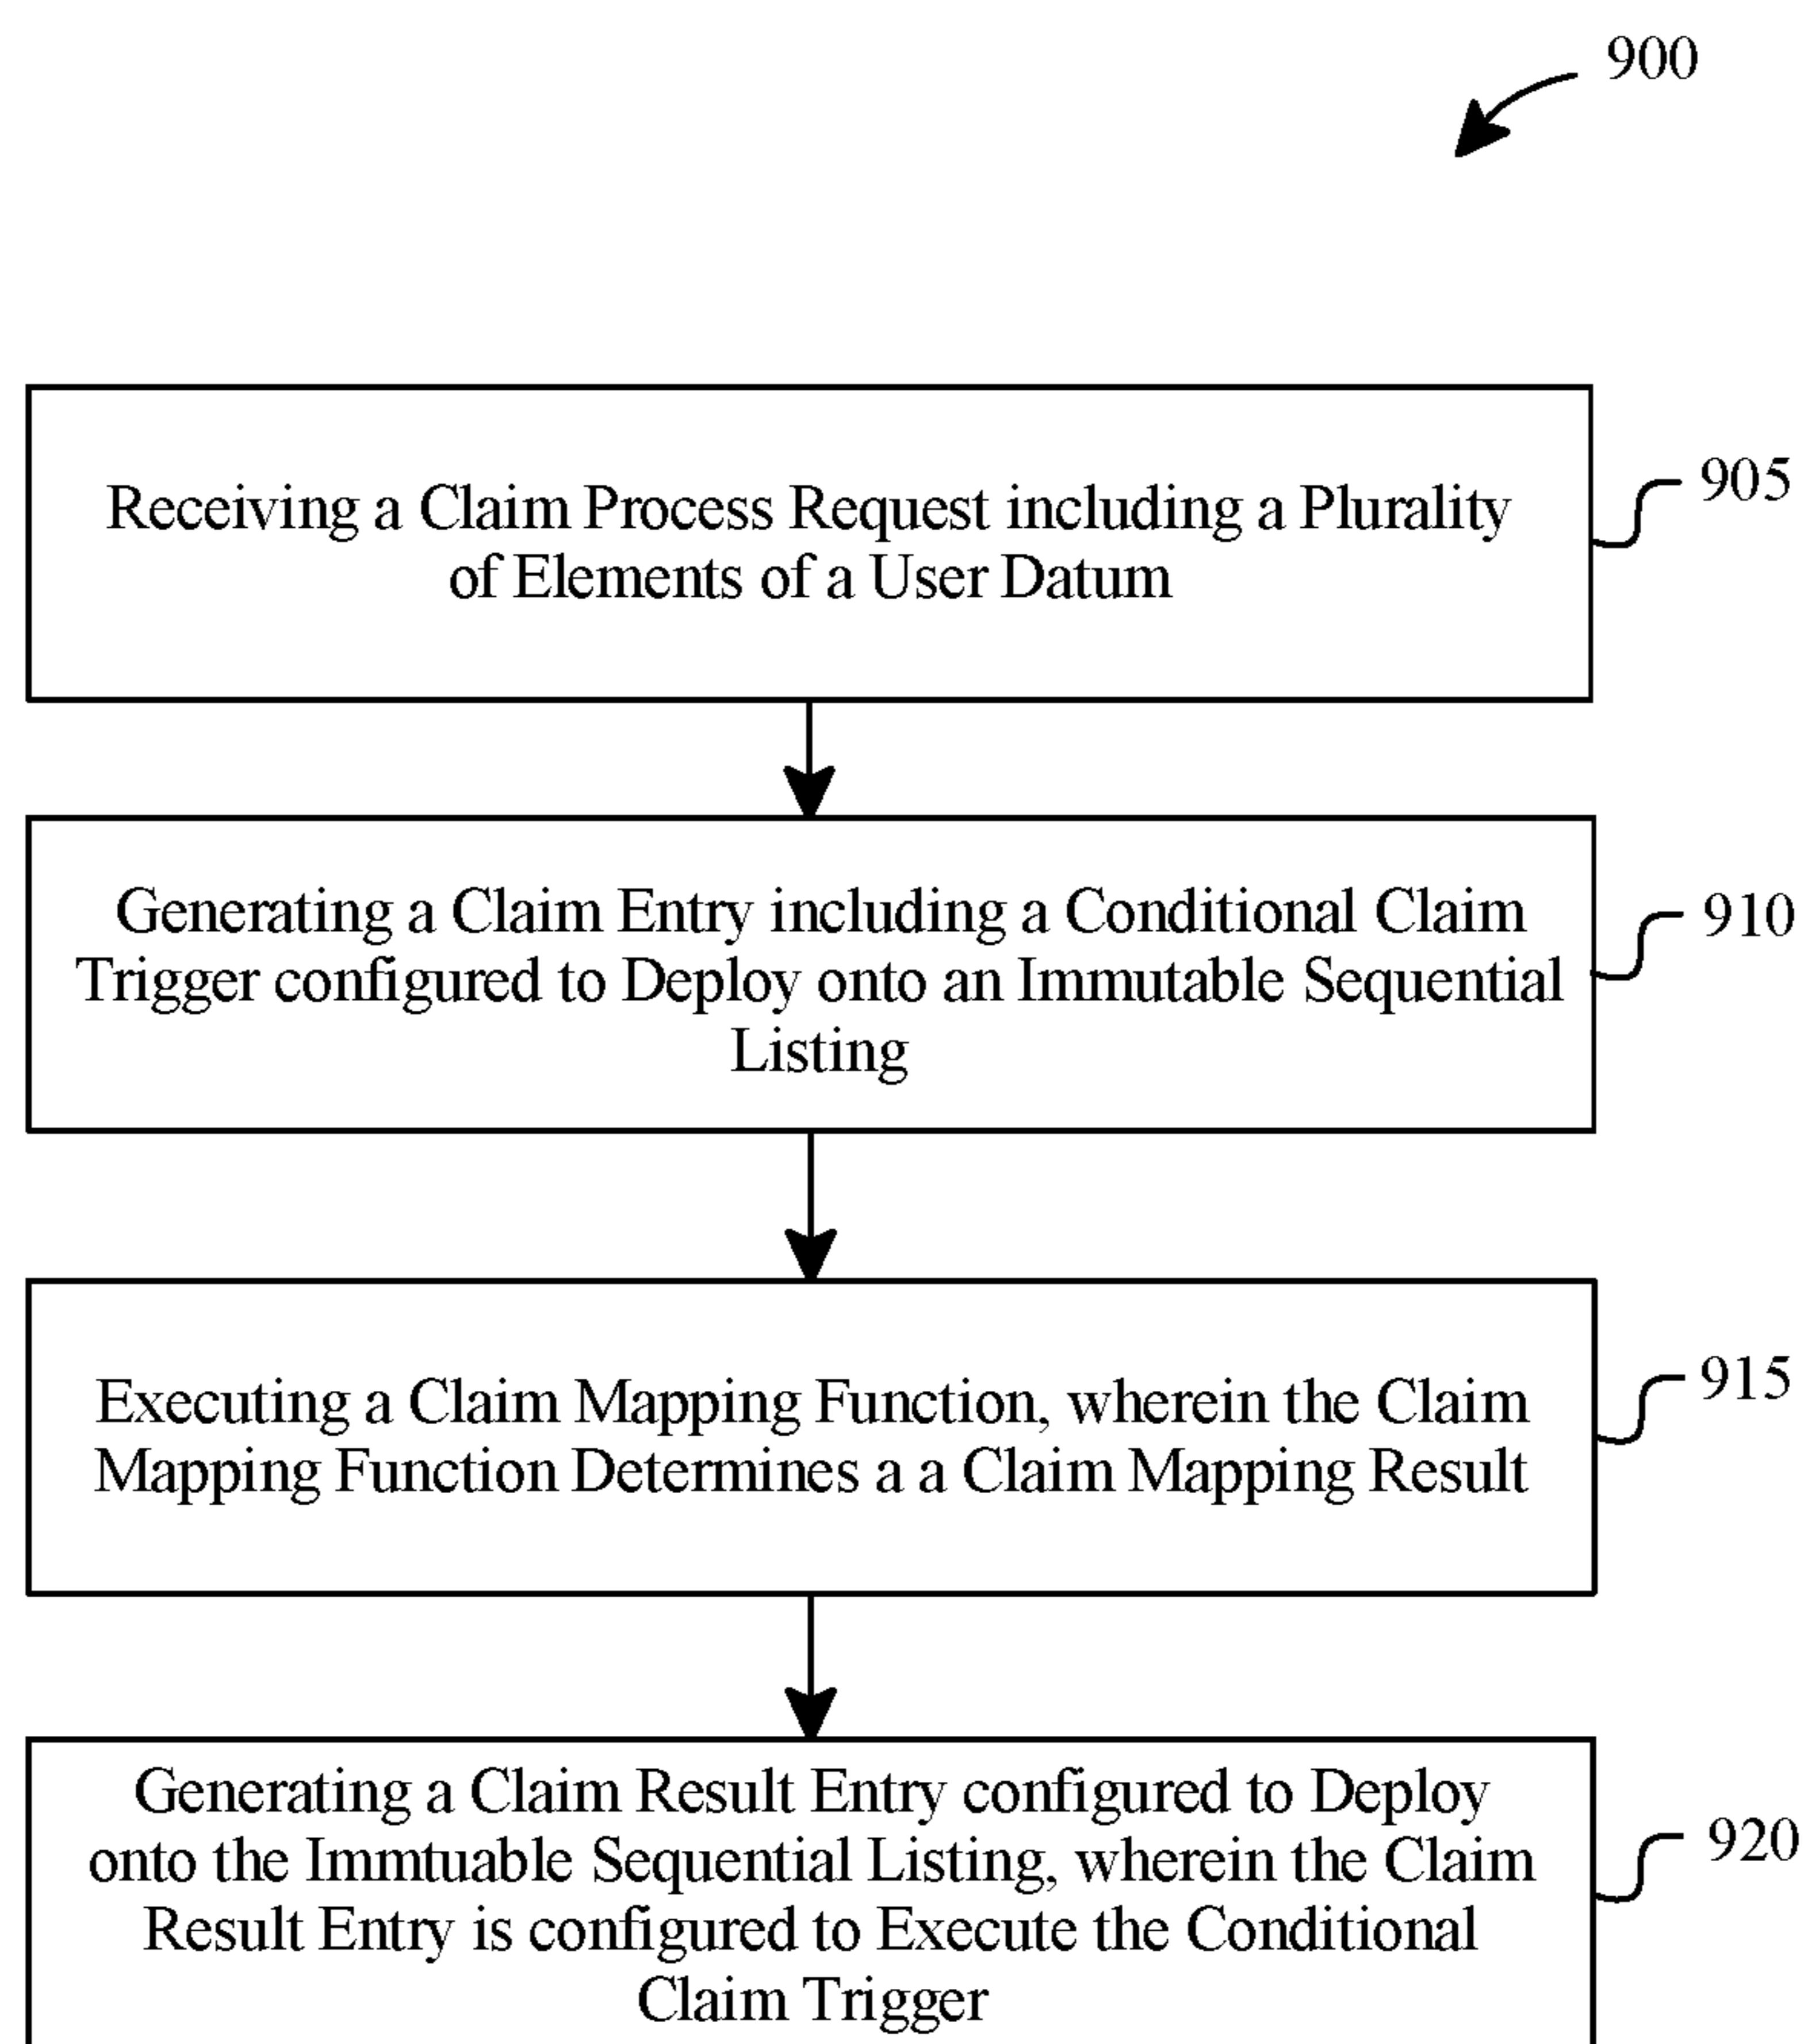 900
Receiving a Claim Process Request including a Plurality
of Elements of a User Datum
905
Generating a Claim Entry including a Conditional Claim
Trigger configured to Deploy onto an Immutable Sequential
Listing
910
Executing a Claim Mapping Function, wherein the Claim
Mapping Function Determines a a Claim Mapping Result
915
Generating a Claim Result Entry configured to Deploy
onto the Immtuable Sequential Listing, wherein the Claim
Result Entry is configured to Execute the Conditional
Claim Trigger
920